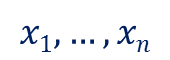 x₁, …, xₙ